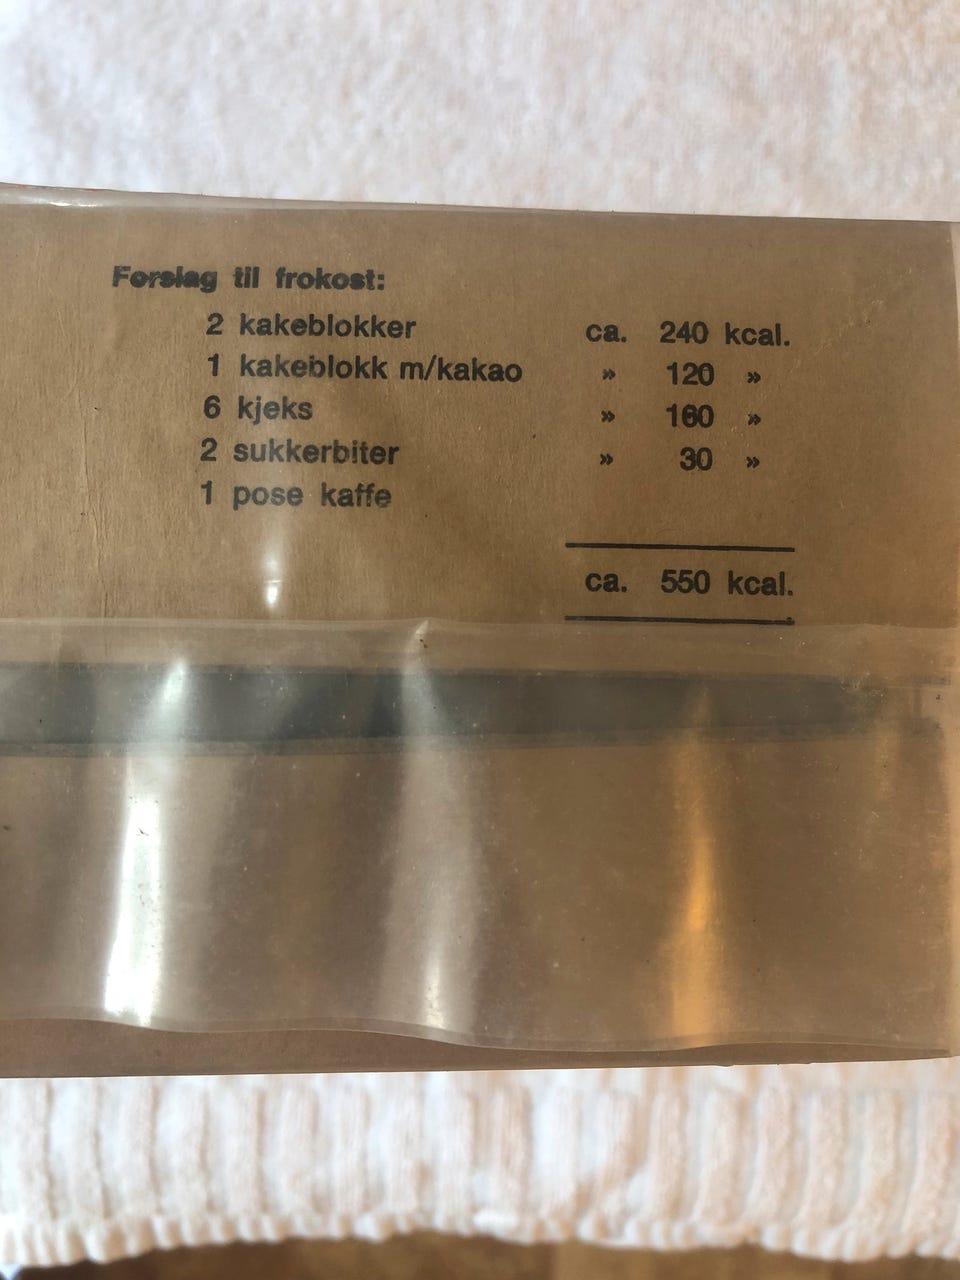 Forslag til frokost:
2 kakeblokker ca. 240 kcal.
1 kakeblokk m/kakao » 120 »
6 kjeks » 160 »
2 sukkerbiter » 30 »
1 pose kaffe
ca. 550 kcal.